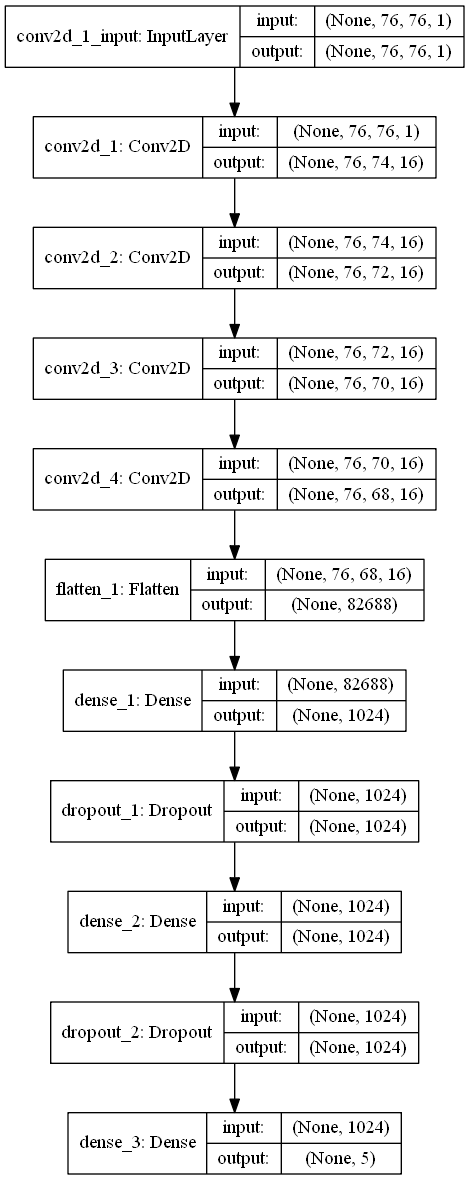 conv2d_1_input: InputLayer
input: (None, 76, 76, 1)
output: (None, 76, 76, 1)
conv2d_1: Conv2D
input: (None, 76, 76, 1)
output: (None, 76, 74, 16)
conv2d_2: Conv2D
input: (None, 76, 74, 16)
output: (None, 76, 72, 16)
conv2d_3: Conv2D
input: (None, 76, 72, 16)
output: (None, 76, 70, 16)
conv2d_4: Conv2D
input: (None, 76, 70, 16)
output: (None, 76, 68, 16)
flatten_1: Flatten
input: (None, 76, 68, 16)
output: (None, 82688)
dense_1: Dense
input: (None, 82688)
output: (None, 1024)
dropout_1: Dropout
input: (None, 1024)
output: (None, 1024)
dense_2: Dense
input: (None, 1024)
output: (None, 1024)
dropout_2: Dropout
input: (None, 1024)
output: (None, 1024)
dense_3: Dense
input: (None, 1024)
output: (None, 5)